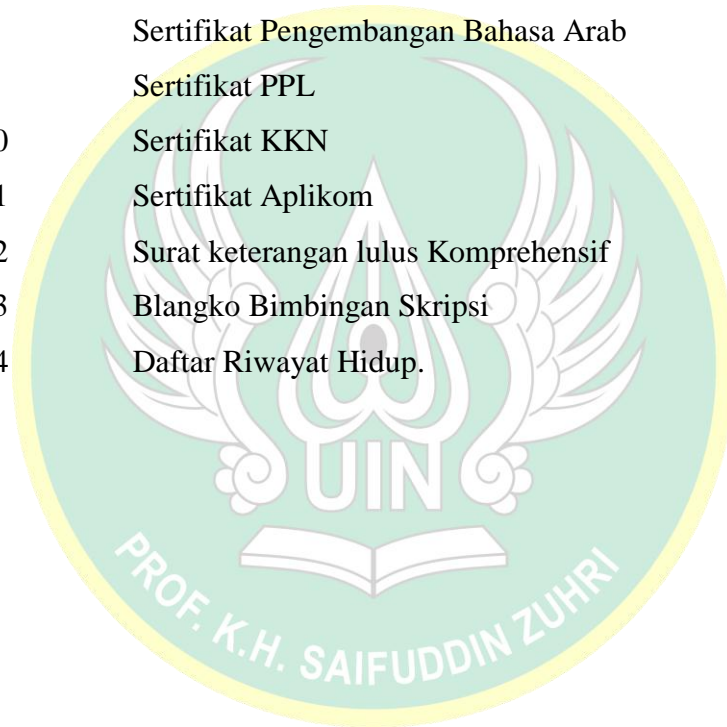 Sertifikat Pengembangan Bahasa Arab
Sertifikat PPL
0 Sertifikat KKN
1 Sertifikat Aplikom
2 Surat keterangan lulus Komprehensif
3 Blangko Bimbingan Skripsi
4 Daftar Riwayat Hidup.
UIN
PROF. K.H. SAIFUDDIN ZUHRI